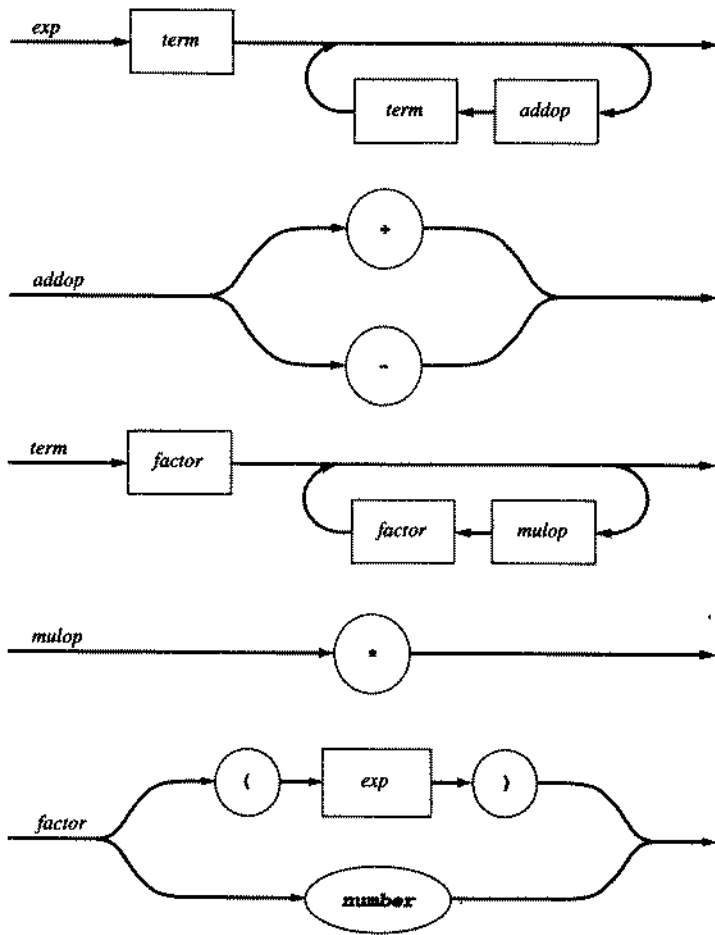 exp
term
term
addop
addop
+
-
term
factor
factor
mulop
mulop
*
( exp )
factor
number